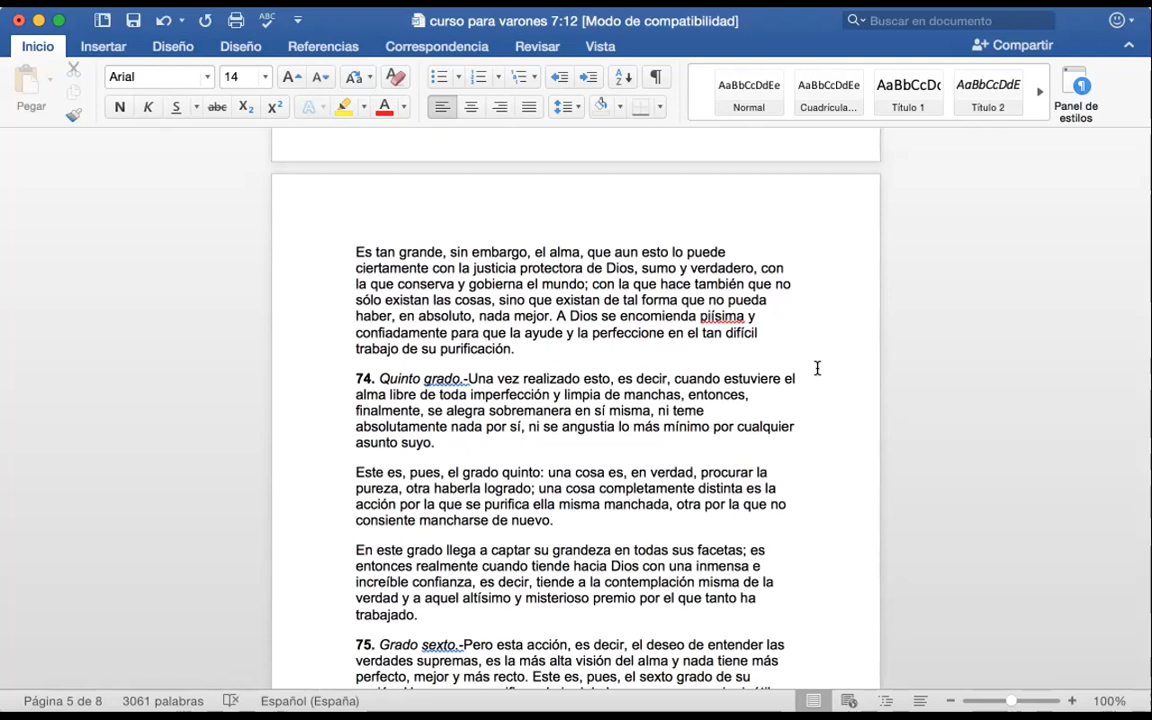 curso para varones 7:12 [Modo de compatibilidad]
Buscar en documento
Inicio Insertar Diseño Diseño Referencias Correspondencia Revisar Vista Compartir
Pegar
Arial 14
AaBbCcDdEe AaBbCcDdEe AaBbCcDc AaBbCcDdE
N K S abc X2 X2 A A
Normal Cuadrícula... Título 1 Título 2
Panel de
estilos
Es tan grande, sin embargo, el alma, que aun esto lo puede
ciertamente con la justicia protectora de Dios, sumo y verdadero, con
la que conserva y gobierna el mundo; con la que hace también que no
sólo existan las cosas, sino que existan de tal forma que no pueda
haber, en absoluto, nada mejor. A Dios se encomienda piísima y
confiadamente para que la ayude y la perfeccione en el tan difícil
trabajo de su purificación.
74. Quinto grado.-Una vez realizado esto, es decir, cuando estuviere el
alma libre de toda imperfección y limpia de manchas, entonces,
finalmente, se alegra sobremanera en sí misma, ni teme
absolutamente nada por sí, ni se angustia lo más mínimo por cualquier
asunto suyo.
Este es, pues, el grado quinto: una cosa es, en verdad, procurar la
pureza, otra haberla logrado; una cosa completamente distinta es la
acción por la que se purifica ella misma manchada, otra por la que no
consiente mancharse de nuevo.
En este grado llega a captar su grandeza en todas sus facetas; es
entonces realmente cuando tiende hacia Dios con una inmensa e
increíble confianza, es decir, tiende a la contemplación misma de la
verdad y a aquel altísimo y misterioso premio por el que tanto ha
trabajado.
75. Grado sexto.-Pero esta acción, es decir, el deseo de entender las
verdades supremas, es la más alta visión del alma y nada tiene más
perfecto, mejor y más recto. Este es, pues, el sexto grado de su
Página 5 de 8 3061 palabras Español (España) 100%